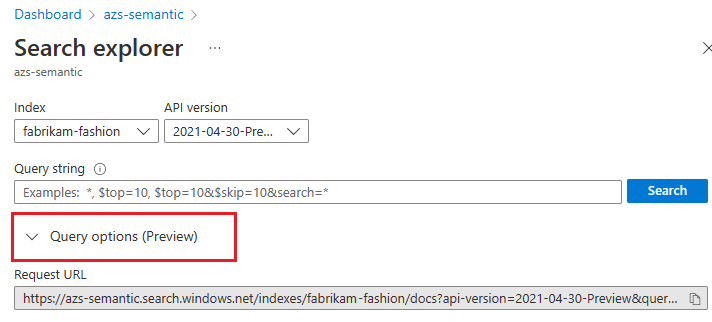 Dashboard > azs-semantic >
Search explorer ...
azs-semantic
Index API version
fabrikam-fashion 2021-04-30-Pre...
Query string
Examples: *, $top=10, $top=10&$skip=10&search=* Search
Query options (Preview)
Request URL
https://azs-semantic.search.windows.net/indexes/fabrikam-fashion/docs?api-version=2021-04-30-Preview&quer...